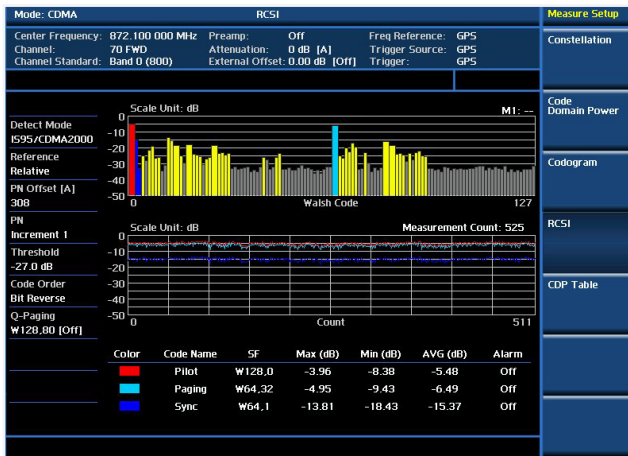 Mode: CDMA RCSI Measure Setup
Center Frequency: 872.100 000 MHz Preamp: Off Freq Reference: GPS
Channel: 70 FWD Attenuation: 0 dB [A] Trigger Source: GPS
Channel Standard: Band 0 (800) External Offset: 0.00 dB [Off] Trigger: GPS
Constellation
Code
Domain Power
Codogram
RCSI
CDP Table
Detect Mode
IS95/CDMA2000
Reference
Relative
PN Offset [A]
308
PN
Increment 1
Threshold
-27.0 dB
Code Order
Bit Reverse
Q-Paging
₩128,80 [Off]
Scale Unit: dB M1: --
0
-10
-20
-30
-40
-50
0 Walsh Code 127
Scale Unit: dB Measurement Count: 525
0
-10
-20
-30
-40
-50
0 Count 511
Color Code Name SF Max (dB) Min (dB) AVG (dB) Alarm
Pilot ₩128,0 -3.96 -8.38 -5.48 Off
Paging ₩64,32 -4.95 -9.43 -6.49 Off
Sync ₩64,1 -13.81 -18.43 -15.37 Off